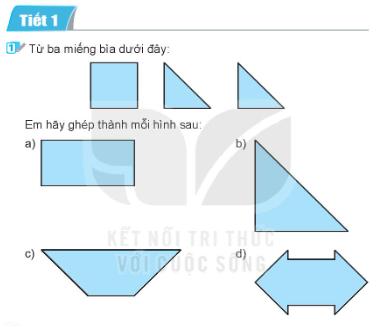 Tiết 1
1 Từ ba miếng bìa dưới đây:
Em hãy ghép thành mỗi hình sau:
a)
b)
KẾT NỐI TRI THỨC
VỚI CUỘC SỐNG
c)
d)